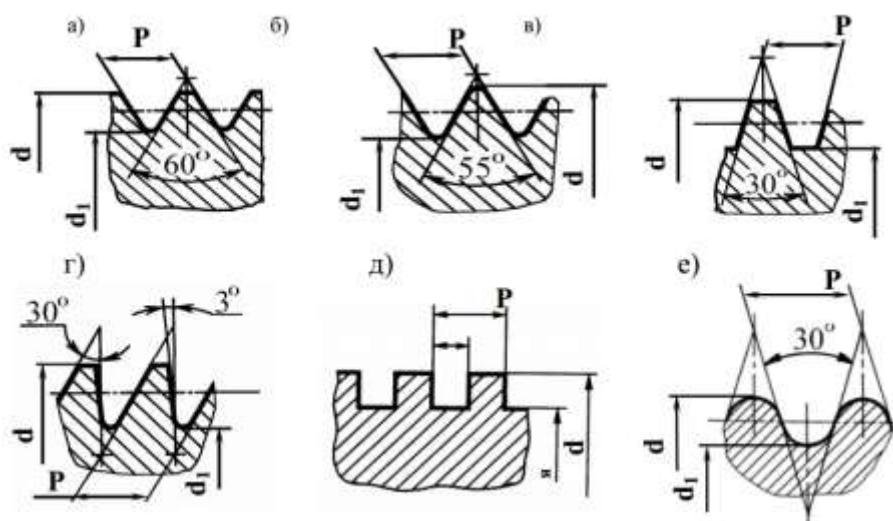 а) P б) P в) P
d d₁ 60° d₁ 55° d d 30° d₁
г) д) е)
30° 3° P P 30°
d P d₁ я d d d₁